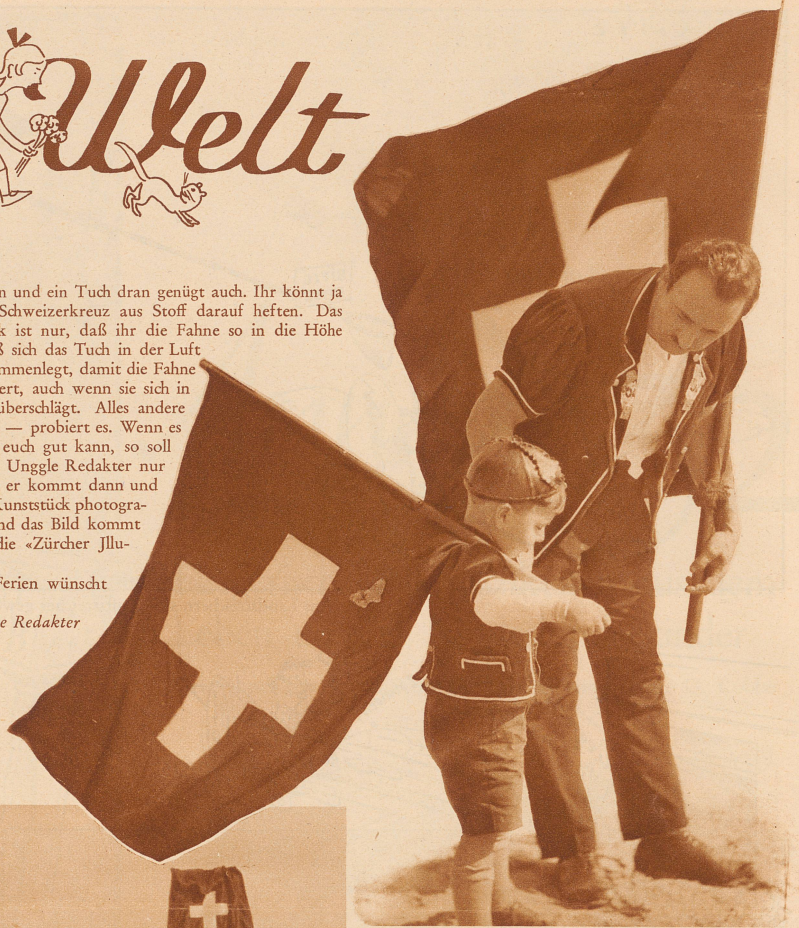 Welt
n und ein Tuch dran genügt auch. Ihr könnt ja
Schweizerkreuz aus Stoff darauf heften. Das
k ist nur, daß ihr die Fahne so in die Höhe
ß sich das Tuch in der Luft
mmenlegt, damit die Fahne
ert, auch wenn sie sich in
überschlägt. Alles andere
— probiert es. Wenn es
euch gut kann, so soll
Unggle Redakter nur
er kommt dann und
Kunststück photogra-
nd das Bild kommt
die «Zürcher Jllu-
Ferien wünscht
e Redakter